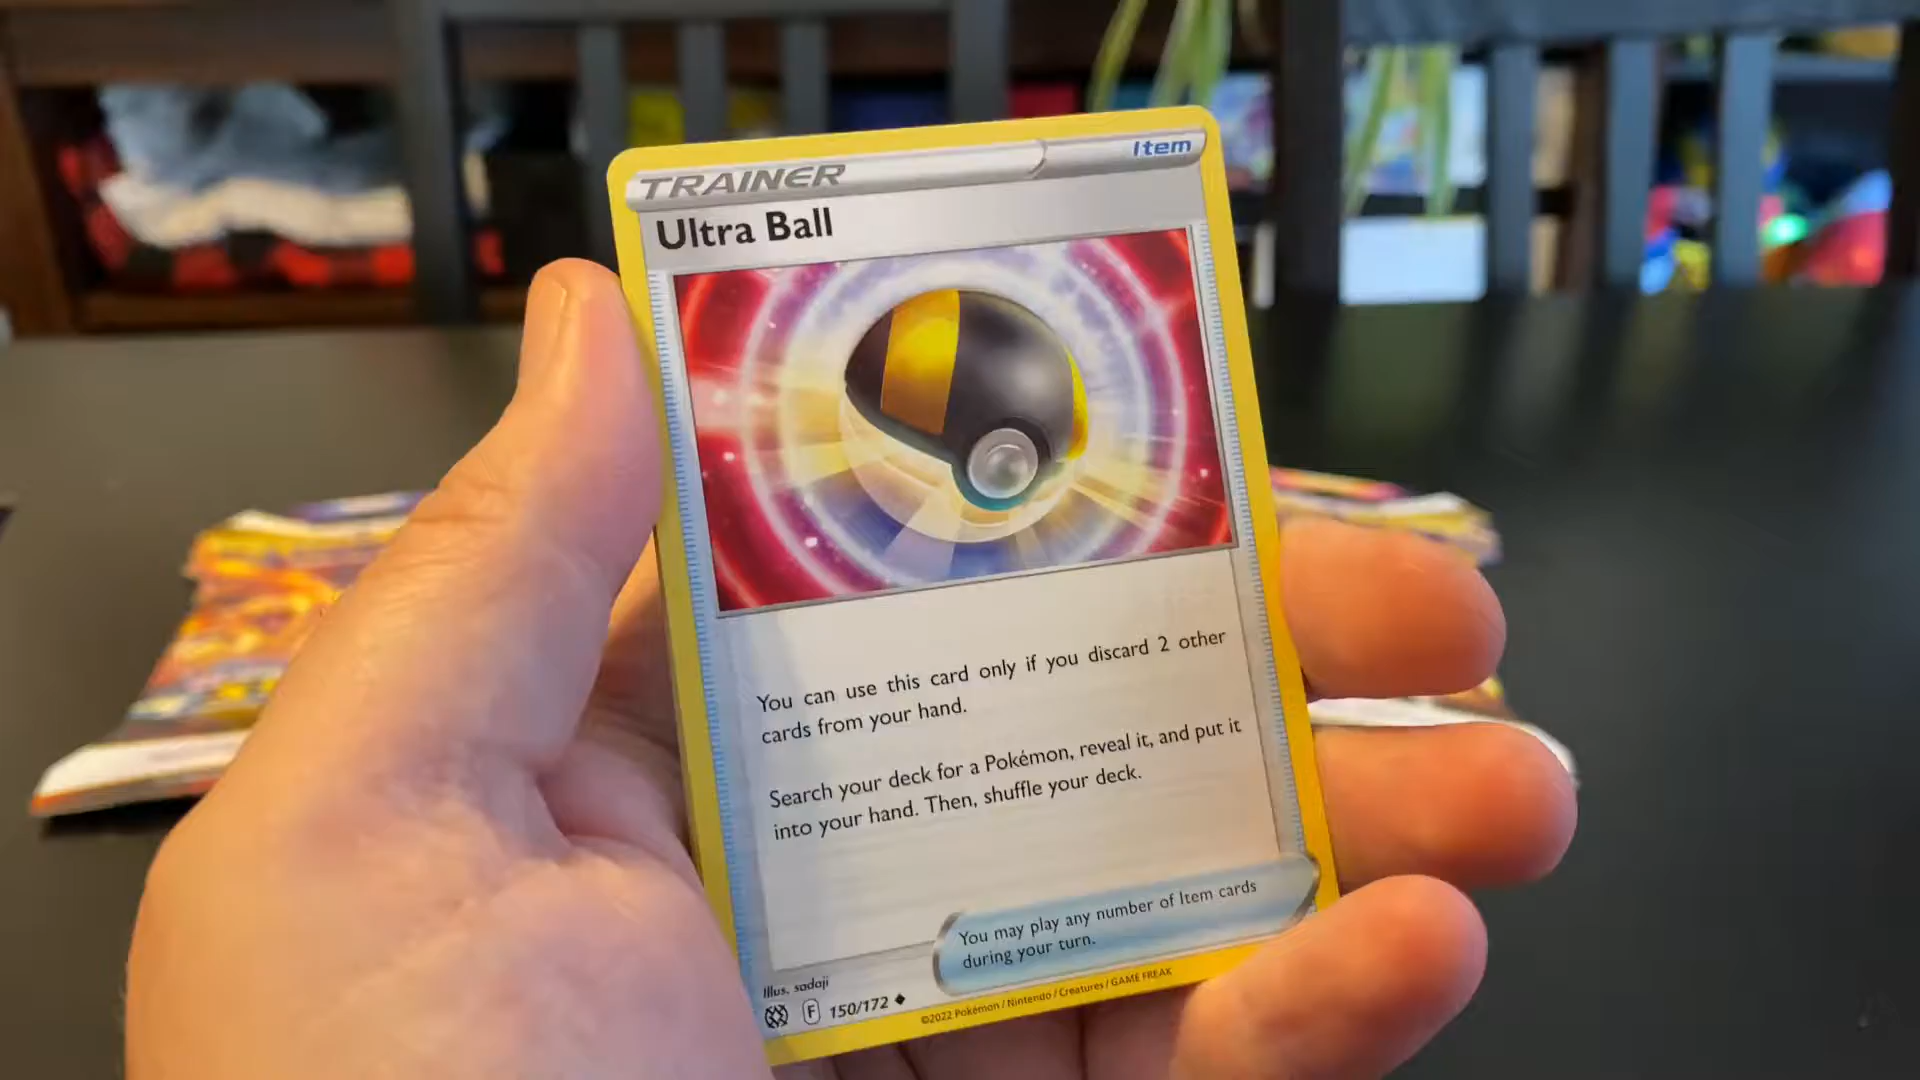 TRAINER
Item
Ultra Ball
You can use this card only if you discard 2 other
cards from your hand.
Search your deck for a Pokémon, reveal it, and put it
into your hand. Then, shuffle your deck.
You may play any number of Item cards
during your turn.
Illus. sadaji
F 150/172
©2022 Pokémon / Nintendo / Creatures / GAME FREAK